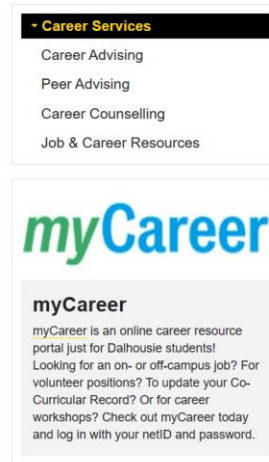 Career Services
Career Advising
Peer Advising
Career Counselling
Job & Career Resources
myCareer
myCareer
myCareer is an online career resource
portal just for Dalhousie students!
Looking for an on- or off-campus job? For
volunteer positions? To update your Co-
Curricular Record? Or for career
workshops? Check out myCareer today
and log in with your netID and password.